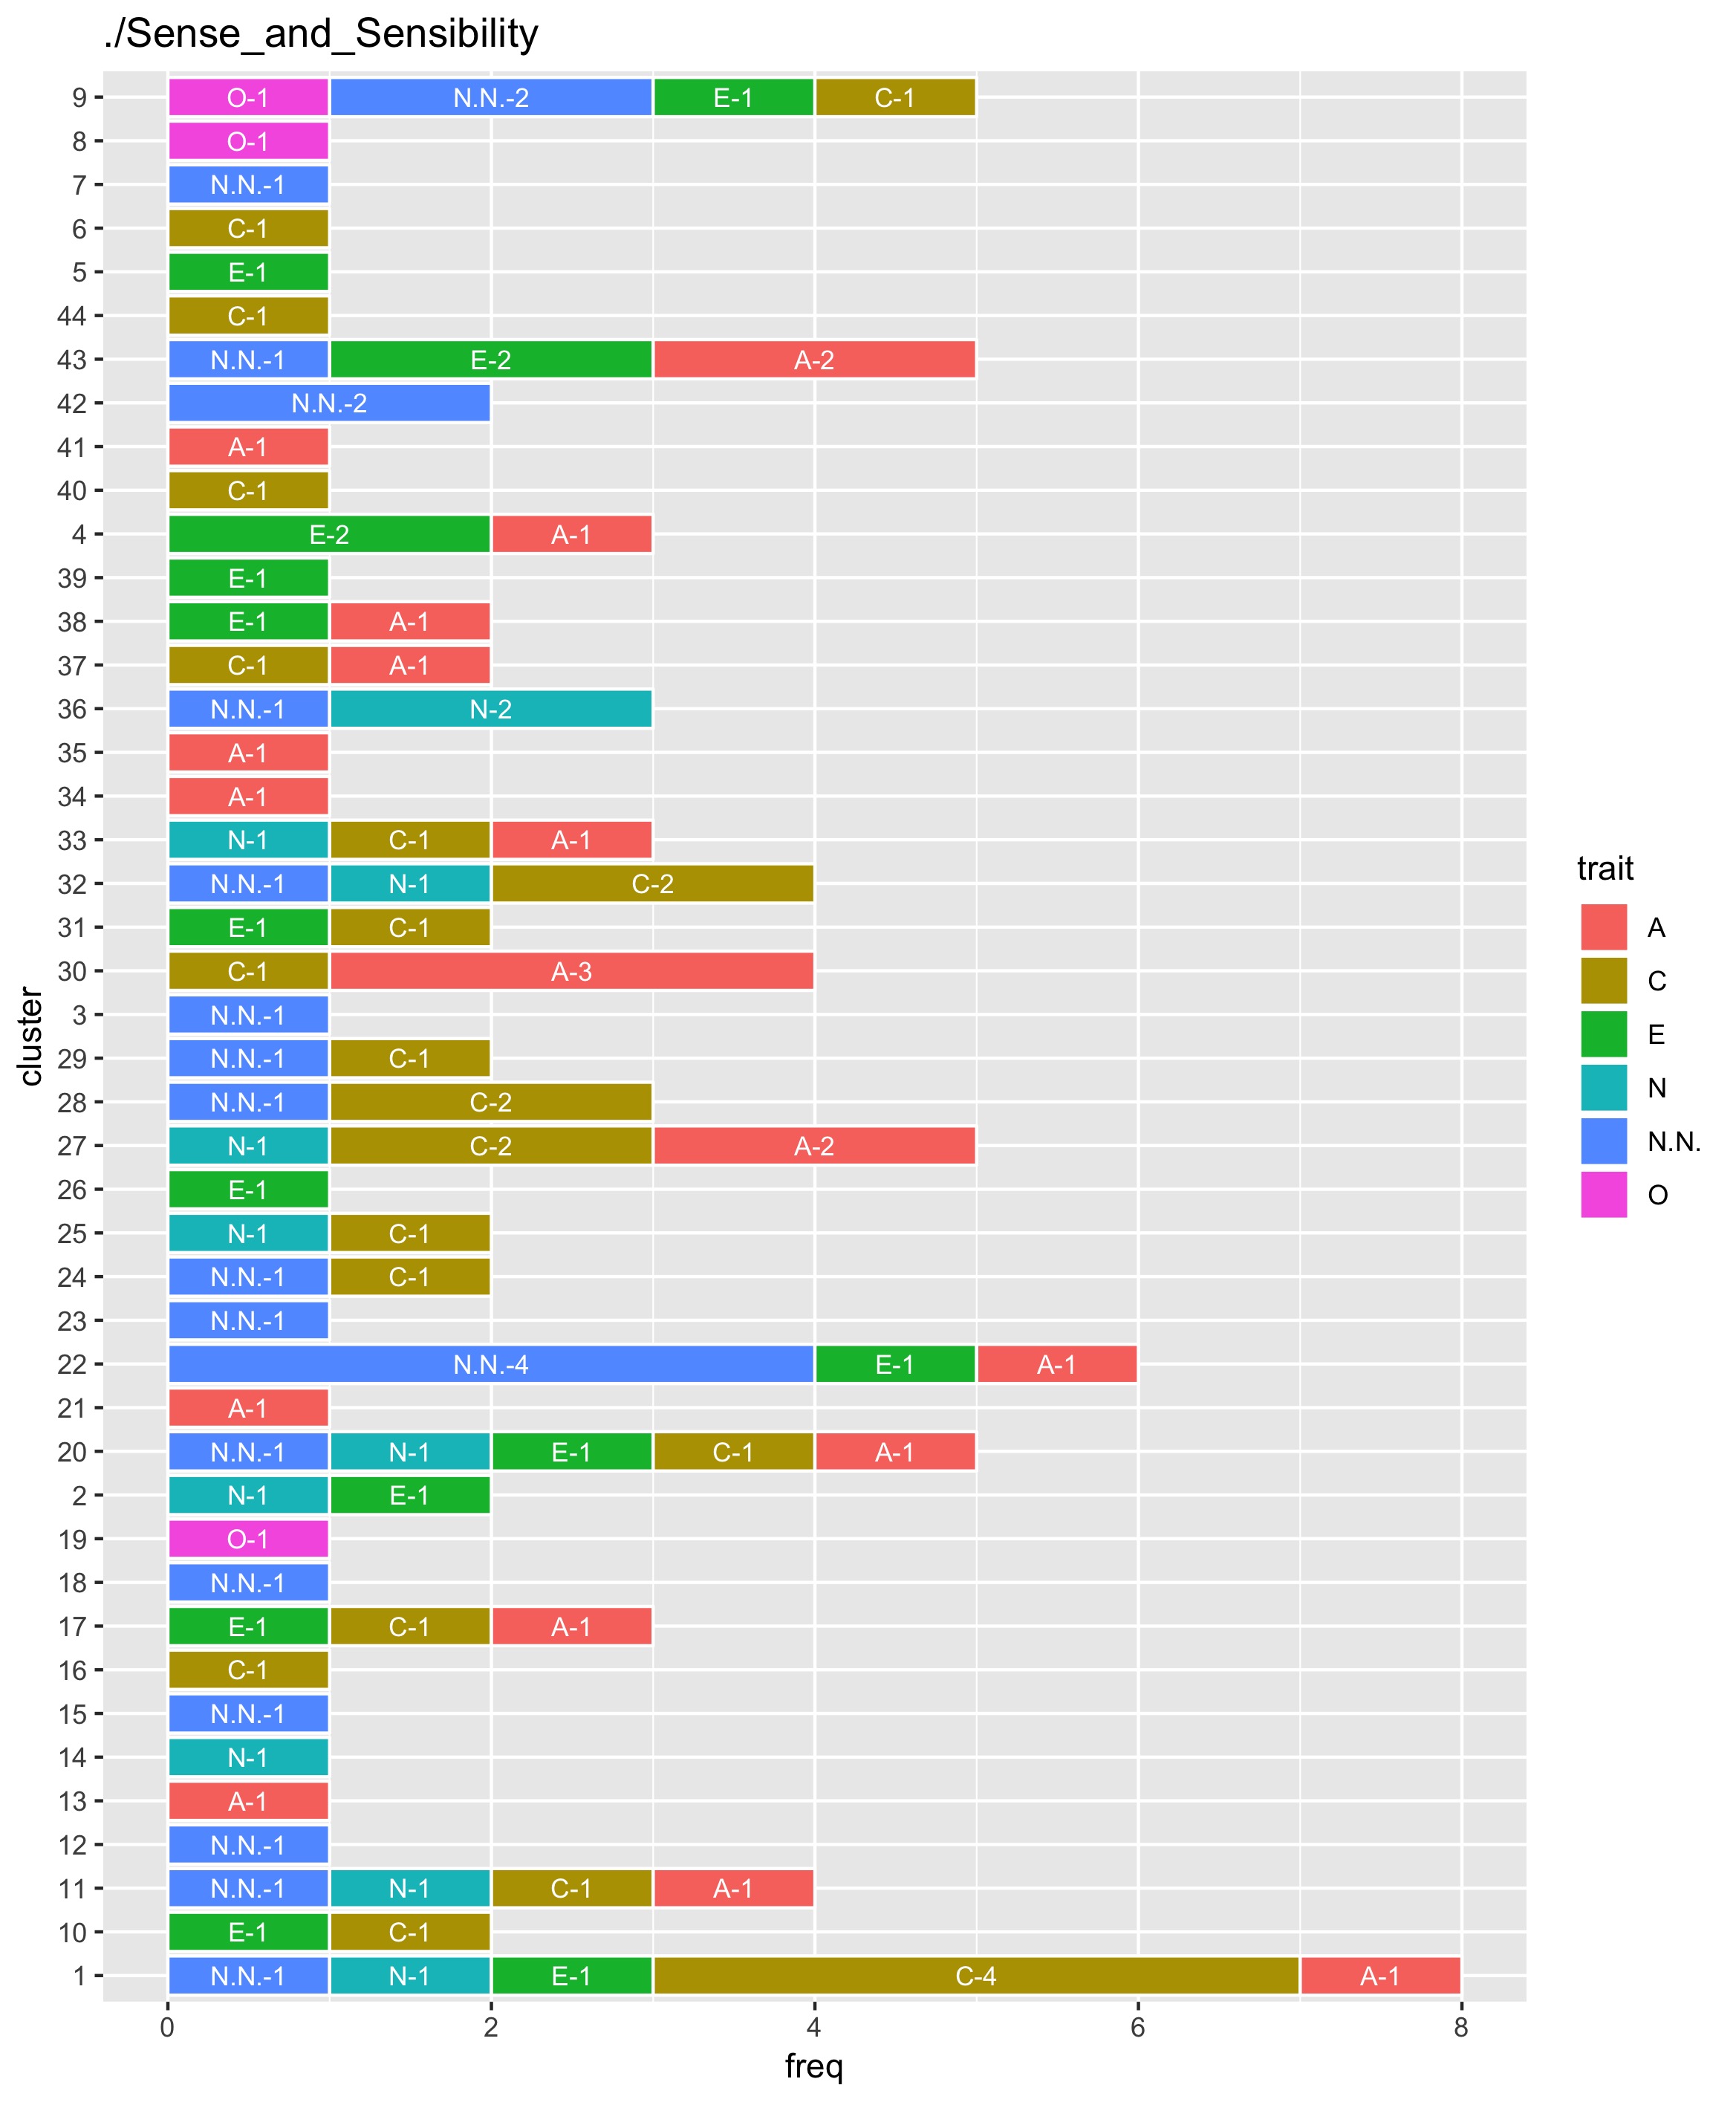 ./Sense_and_Sensibility
9 O-1 N.N.-2 E-1 C-1
8 O-1
7 N.N.-1
6 C-1
5 E-1
44 C-1
43 N.N.-1 E-2 A-2
42 N.N.-2
41 A-1
40 C-1
4 E-2 A-1
39 E-1
38 E-1 A-1
37 C-1 A-1
36 N.N.-1 N-2
35 A-1
34 A-1
33 N-1 C-1 A-1
32 N.N.-1 N-1 C-2
31 E-1 C-1
30 C-1 A-3
3 N.N.-1
29 N.N.-1 C-1
28 N.N.-1 C-2
27 N-1 C-2 A-2
26 E-1
25 N-1 C-1
24 N.N.-1 C-1
23 N.N.-1
22 N.N.-4 E-1 A-1
21 A-1
20 N.N.-1 N-1 E-1 C-1 A-1
2 N-1 E-1
19 O-1
18 N.N.-1
17 E-1 C-1 A-1
16 C-1
15 N.N.-1
14 N-1
13 A-1
12 N.N.-1
11 N.N.-1 N-1 C-1 A-1
10 E-1 C-1
1 N.N.-1 N-1 E-1 C-4 A-1
0 2 4 6 8
freq
cluster
trait
A
C
E
N
N.N.
O